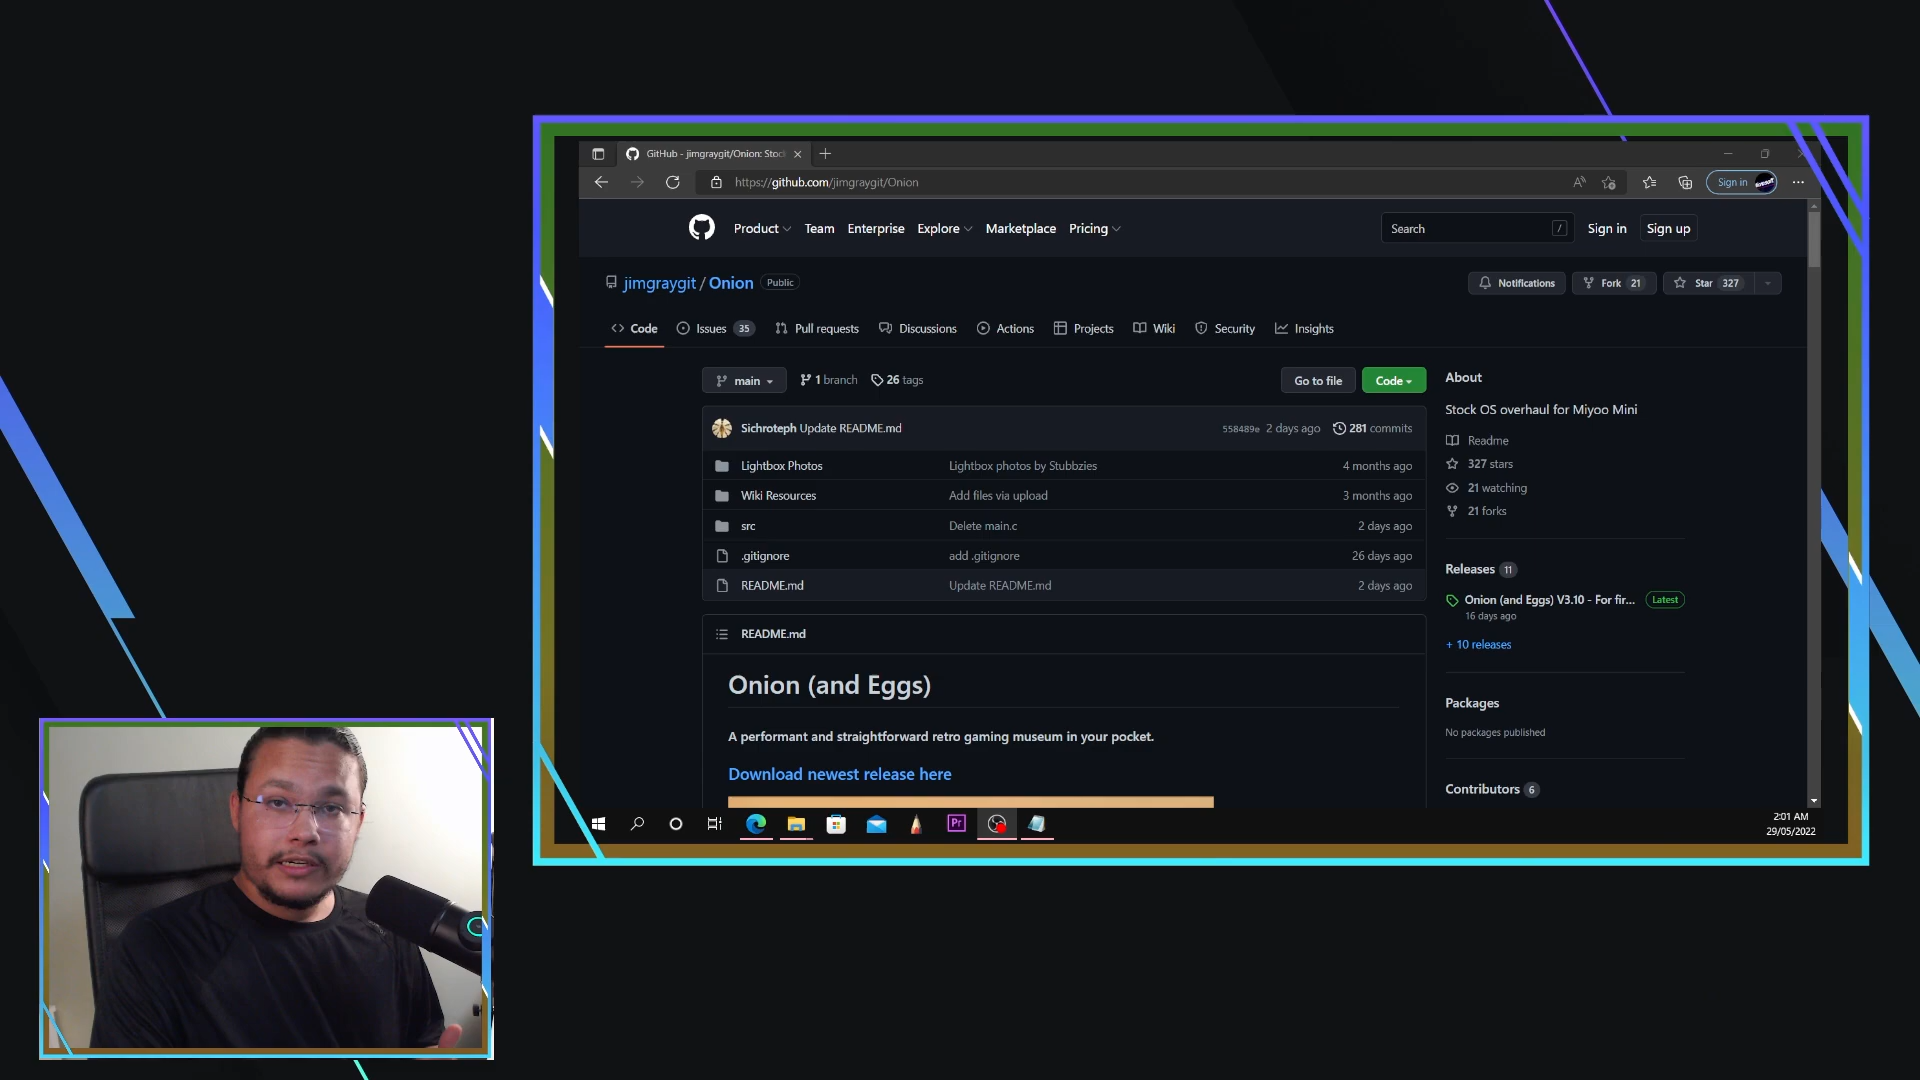 GitHub - jimgraygit/Onion: Stoc
https://github.com/jimgraygit/Onion
Sign in
Product Team Enterprise Explore Marketplace Pricing
Search /
Sign in Sign up
jimgraygit / Onion Public
Notifications Fork 21 Star 327
Code Issues 35 Pull requests Discussions Actions Projects Wiki Security Insights
main 1 branch 26 tags Go to file Code
Sichroteph Update README.md 558489e 2 days ago 281 commits
Lightbox Photos Lightbox photos by Stubbzies 4 months ago
Wiki Resources Add files via upload 3 months ago
src Delete main.c 2 days ago
.gitignore add .gitignore 26 days ago
README.md Update README.md 2 days ago
README.md
Onion (and Eggs)
A performant and straightforward retro gaming museum in your pocket.
Download newest release here
About
Stock OS overhaul for Miyoo Mini
Readme
327 stars
21 watching
21 forks
Releases 11
Onion (and Eggs) V3.10 - For fir... Latest
16 days ago
+ 10 releases
Packages
No packages published
Contributors 6
Pr
2:01 AM
29/05/2022